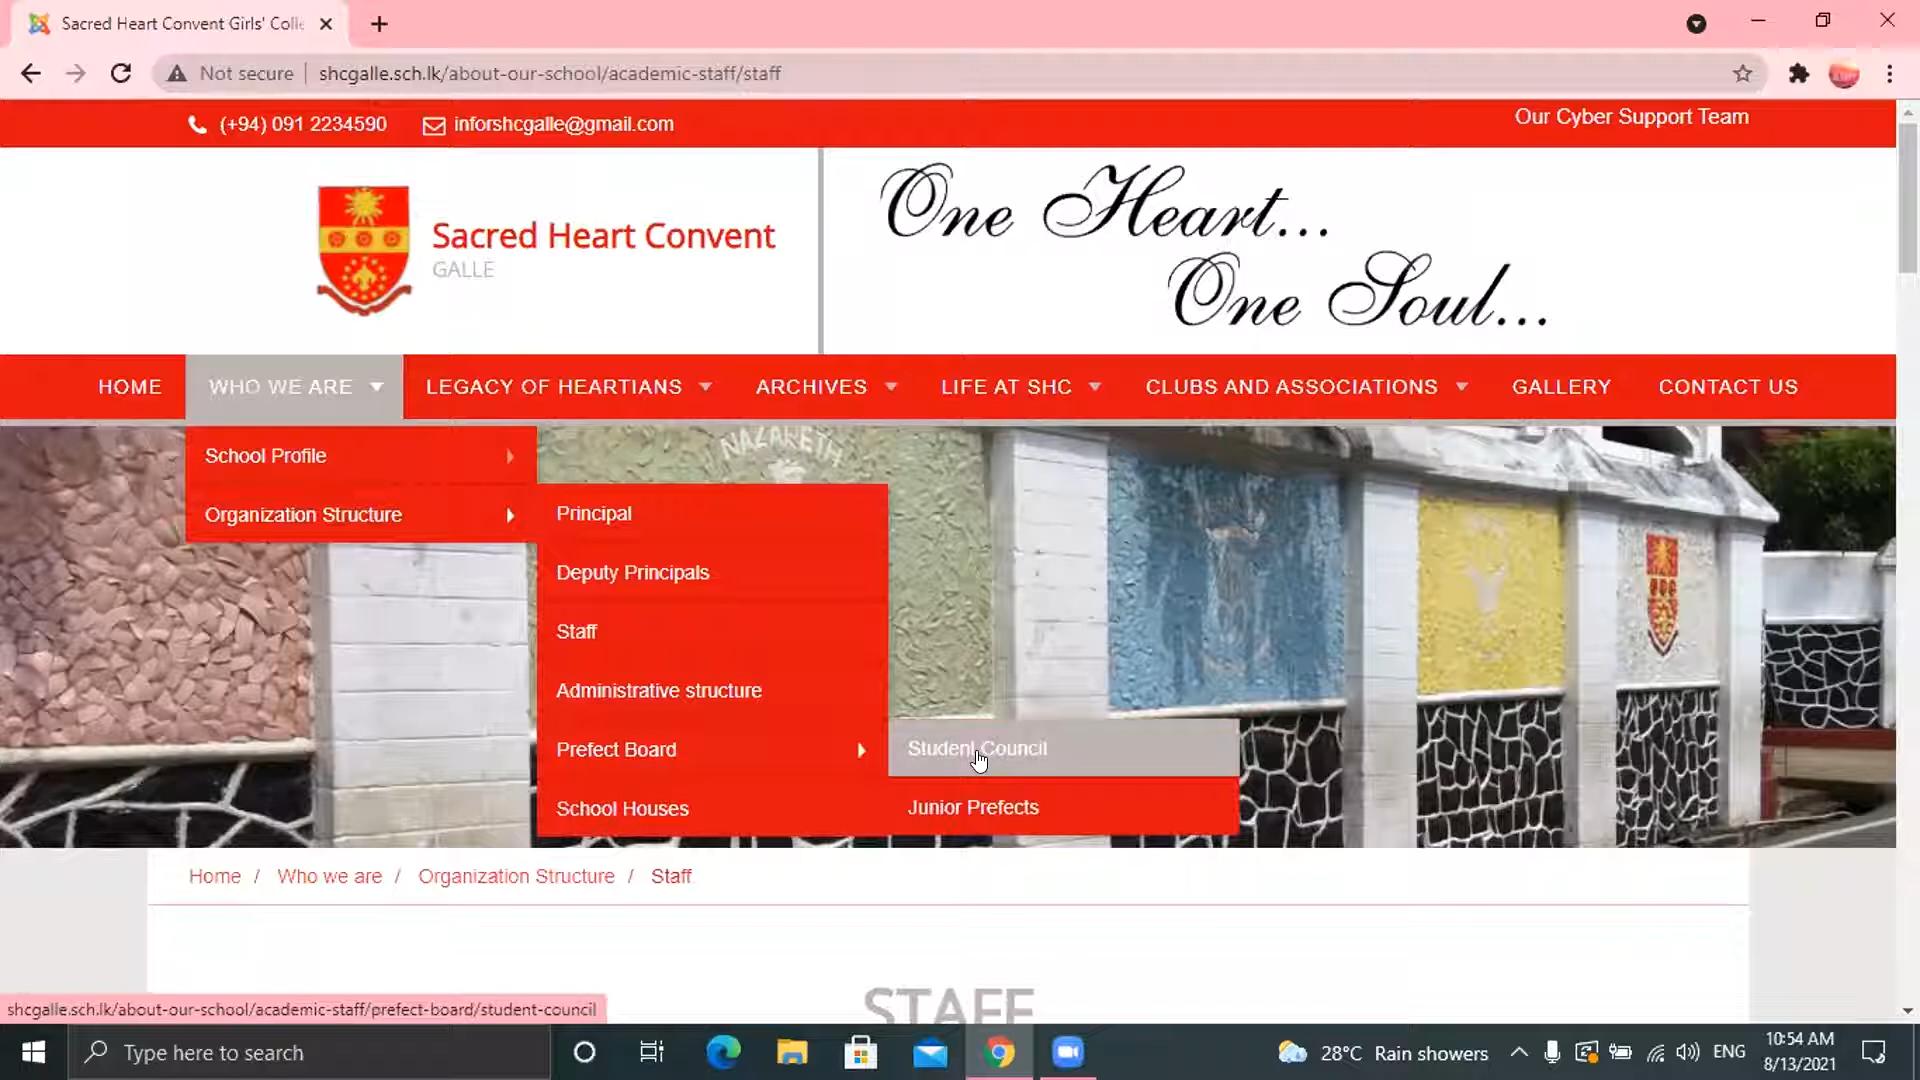 Sacred Heart Convent Girls' Colle
Not secure
shcgalle.sch.lk/about-our-school/academic-staff/staff
(+94) 091 2234590
inforshcgalle@gmail.com
Our Cyber Support Team
Sacred Heart Convent
GALLE
One Heart...
One Soul...
HOME
WHO WE ARE
LEGACY OF HEARTIANS
ARCHIVES
LIFE AT SHC
CLUBS AND ASSOCIATIONS
GALLERY
CONTACT US
NAZARETH
School Profile
Organization Structure
Principal
Deputy Principals
Staff
Administrative structure
Prefect Board
School Houses
Student Council
Junior Prefects
Home / Who we are / Organization Structure / Staff
STAFF
shcgalle.sch.lk/about-our-school/academic-staff/prefect-board/student-council
Type here to search
28°C Rain showers
ENG
10:54 AM
8/13/2021